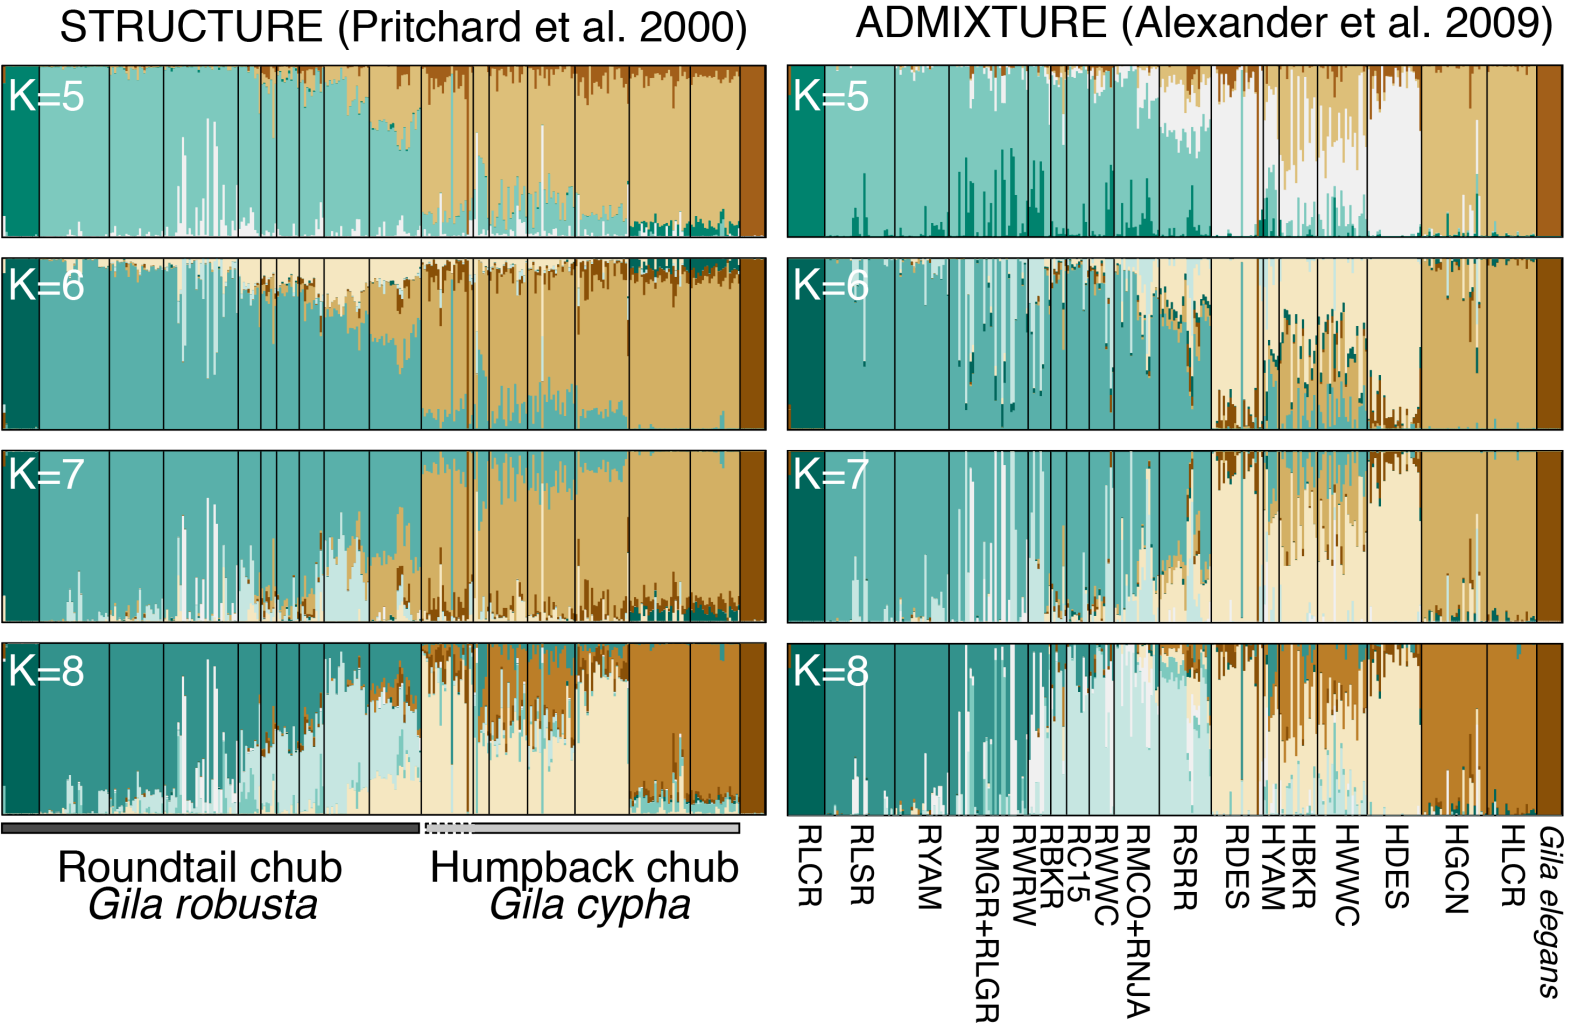 STRUCTURE (Pritchard et al. 2000)
ADMIXTURE (Alexander et al. 2009)
K=5
K=5
K=6
K=6
K=7
K=7
K=8
K=8
Roundtail chub
Gila robusta
Humpback chub
Gila cypha
RLCR
RLSR
RYAM
RMGR+RLGR
RWRW
RBKR
RC15
RWWC
RMCO+RNJA
RSRR
RDES
HYAM
HBKR
HWWC
HDES
HGCN
HLCR
Gila elegans